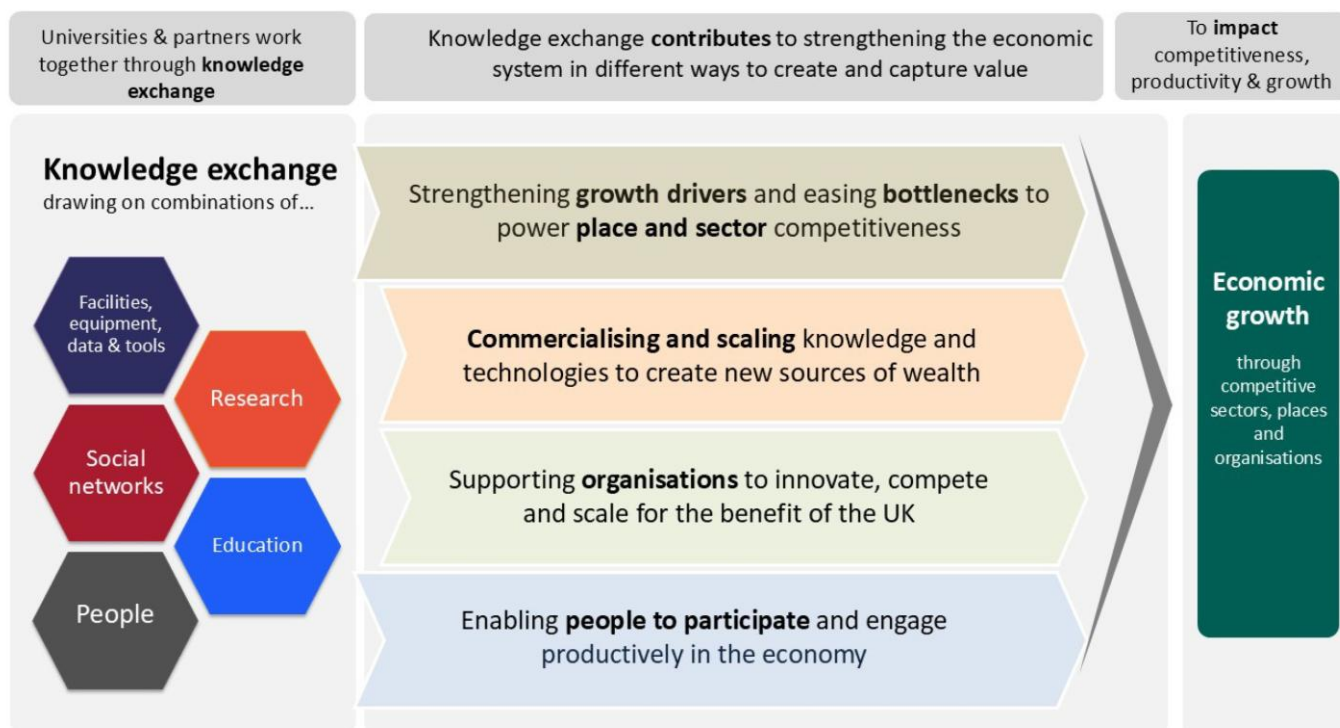 Universities & partners work
together through knowledge
exchange
Knowledge exchange contributes to strengthening the economic
system in different ways to create and capture value
To impact
competitiveness,
productivity & growth
Knowledge exchange
drawing on combinations of...
Facilities,
equipment,
data & tools
Research
Social
networks
Education
People
Strengthening growth drivers and easing bottlenecks to
power place and sector competitiveness
Commercialising and scaling knowledge and
technologies to create new sources of wealth
Supporting organisations to innovate, compete
and scale for the benefit of the UK
Enabling people to participate and engage
productively in the economy
Economic
growth
through
competitive
sectors, places
and
organisations